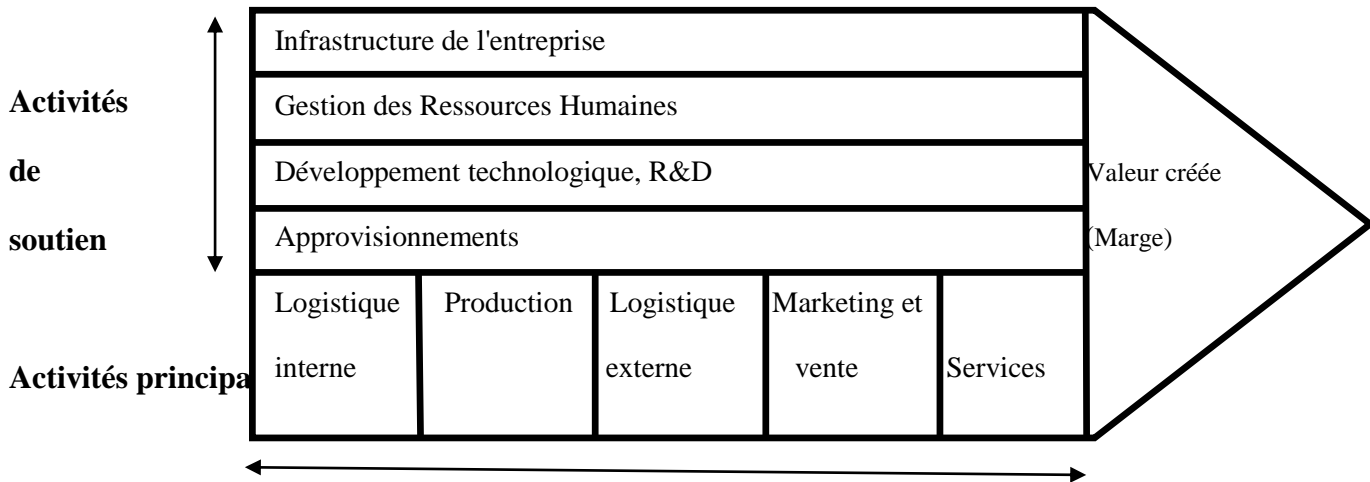 Infrastructure de l'entreprise
Activités
Gestion des Ressources Humaines
de
Développement technologique, R&D
Valeur créée
soutien
Approvisionnements
(Marge)
Logistique
Production
Logistique
Marketing et
Activités principa
interne
externe
vente
Services